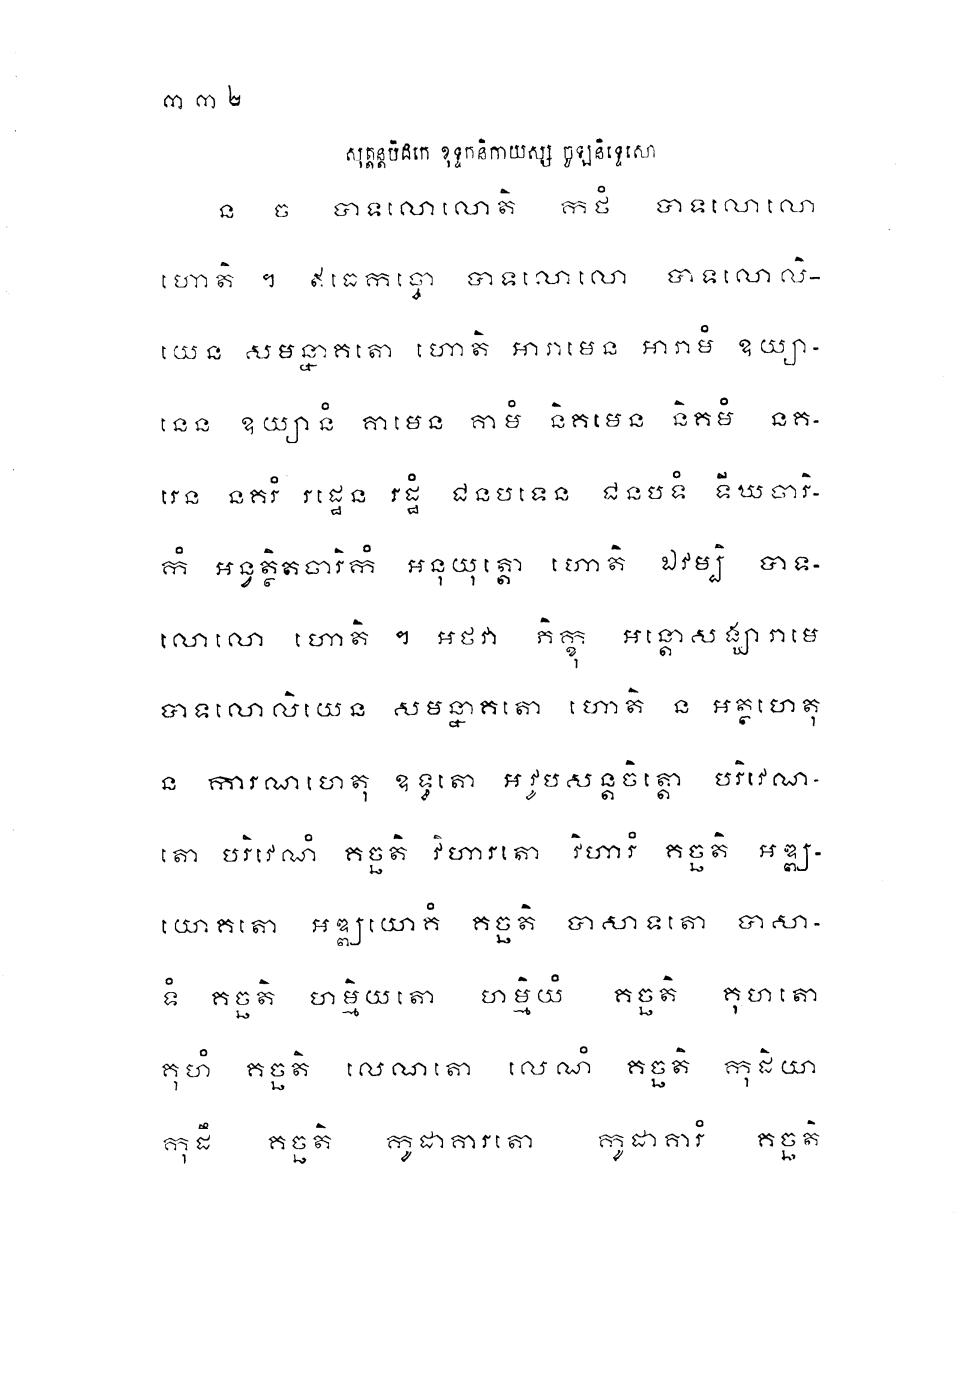 ៣៣២
សុត្តន្តបិដកេ ខុទ្ទកនិកាយស្ស ចូឡនិទ្ទេសោ
ន ច បាទលោលោតិ កថំ បាទលោលោ
ហោតិ ។ ឥធេកច្ចោ បាទលោលោ បាទលោលិ-
យេន សមន្នាគតោ ហោតិ អារាមេន អារាមំ ឧយ្យា-
នេន ឧយ្យានំ គាមេន គាមំ និគមេន និគមំ នគ-
រេន នគរំ រដ្ឋេន រដ្ឋំ ជនបទេន ជនបទំ ទីឃចារិ-
កំ អនវត្ថិតចារិកំ អនុយុត្តោ ហោតិ ឯវម្បិ បាទ-
លោលោ ហោតិ ។ អថវា ភិក្ខុ អន្តោសង្ឃារាមេ
បាទលោលិយេន សមន្នាគតោ ហោតិ ន អត្ថហេតុ
ន ការណហេតុ ឧទ្ធតោ អវូបសន្តចិត្តោ បរិវេណ-
តោ បរិវេណំ គច្ឆតិ វិហារតោ វិហារំ គច្ឆតិ អឌ្ឍ-
យោគតោ អឌ្ឍយោគំ គច្ឆតិ បាសាទតោ បាសា-
ទំ គច្ឆតិ ហម្មិយតោ ហម្មិយំ គច្ឆតិ គុហតោ
គុហំ គច្ឆតិ លេណតោ លេណំ គច្ឆតិ កុដិយា
កុដឹ គច្ឆតិ កូដាគារតោ កូដាគារំ គច្ឆតិ